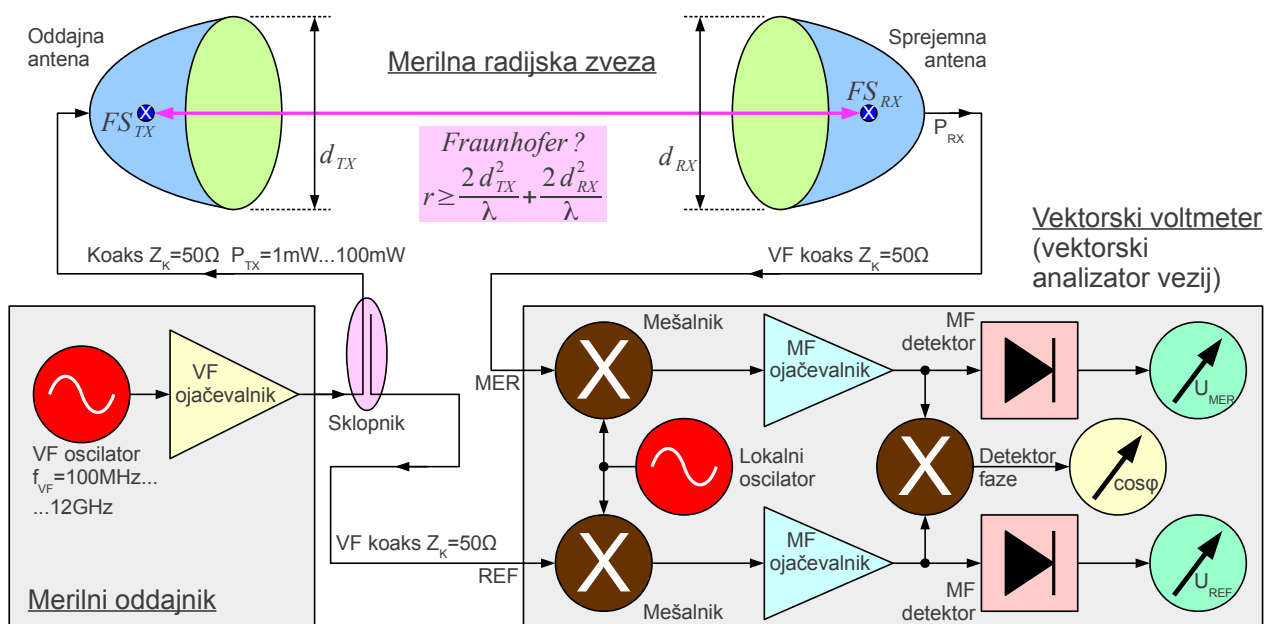 Oddajna
antena
Merilna radijska zveza
Sprejemna
antena
FS_TX
FS_RX
P_RX
d_TX
Fraunhofer ?
r ≥ 2 d_TX^2 / λ + 2 d_RX^2 / λ
d_RX
Vektorski voltmeter
(vektorski
analizator vezij)
Koaks Z_K=50Ω P_TX=1mW...100mW
VF koaks Z_K=50Ω
VF
ojačevalnik
VF oscilator
f_VF=100MHz...
...12GHz
Sklopnik
Merilni oddajnik
VF koaks Z_K=50Ω
MER
REF
Mešalnik
X
MF
ojačevalnik
MF
detektor
U_MER
Lokalni
oscilator
X
Detektor
faze
cosφ
X
Mešalnik
MF
ojačevalnik
MF
detektor
U_REF